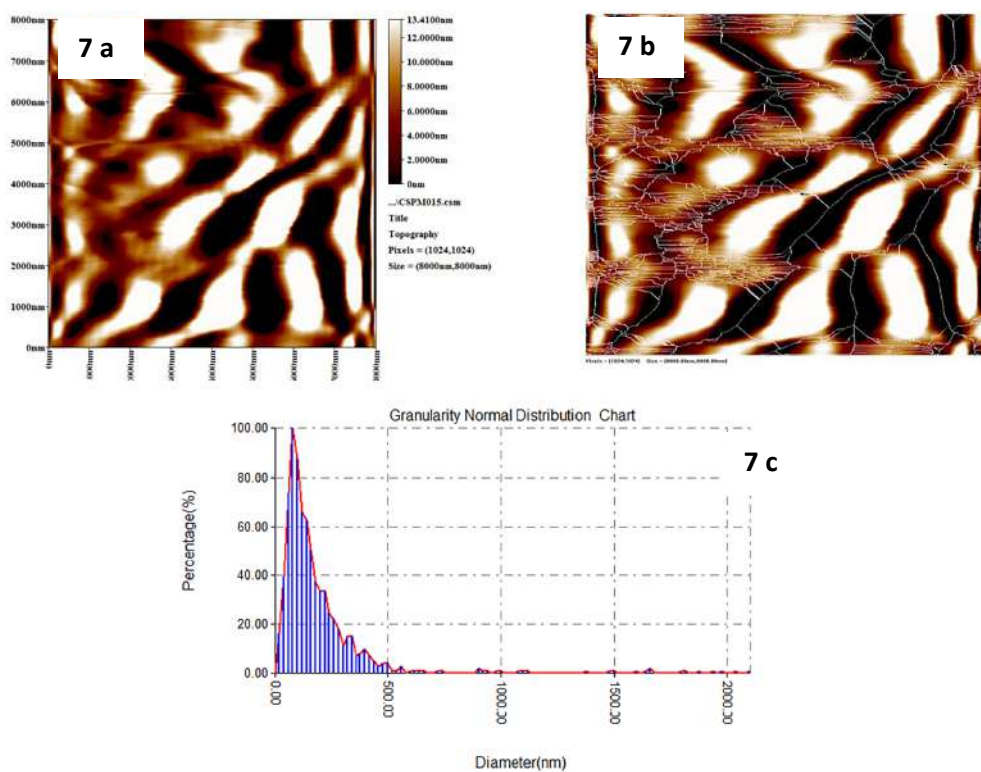 7 a
8000nm
7000nm
6000nm
5000nm
4000nm
3000nm
2000nm
1000nm
0nm
13.4100nm
12.0000nm
10.0000nm
8.0000nm
6.0000nm
4.0000nm
2.0000nm
0nm
...\CSPM015.csm
Title
Topography
Pixels = (1024,1024)
Size = (8000nm,8000nm)
7 b
Pixels = (1024,1024)
Granularity Normal Distribution Chart
7 c
Percentage(%)
100.00
80.00
60.00
40.00
20.00
0.00
0.00
500.00
1000.00
1500.00
2000.00
Diameter(nm)